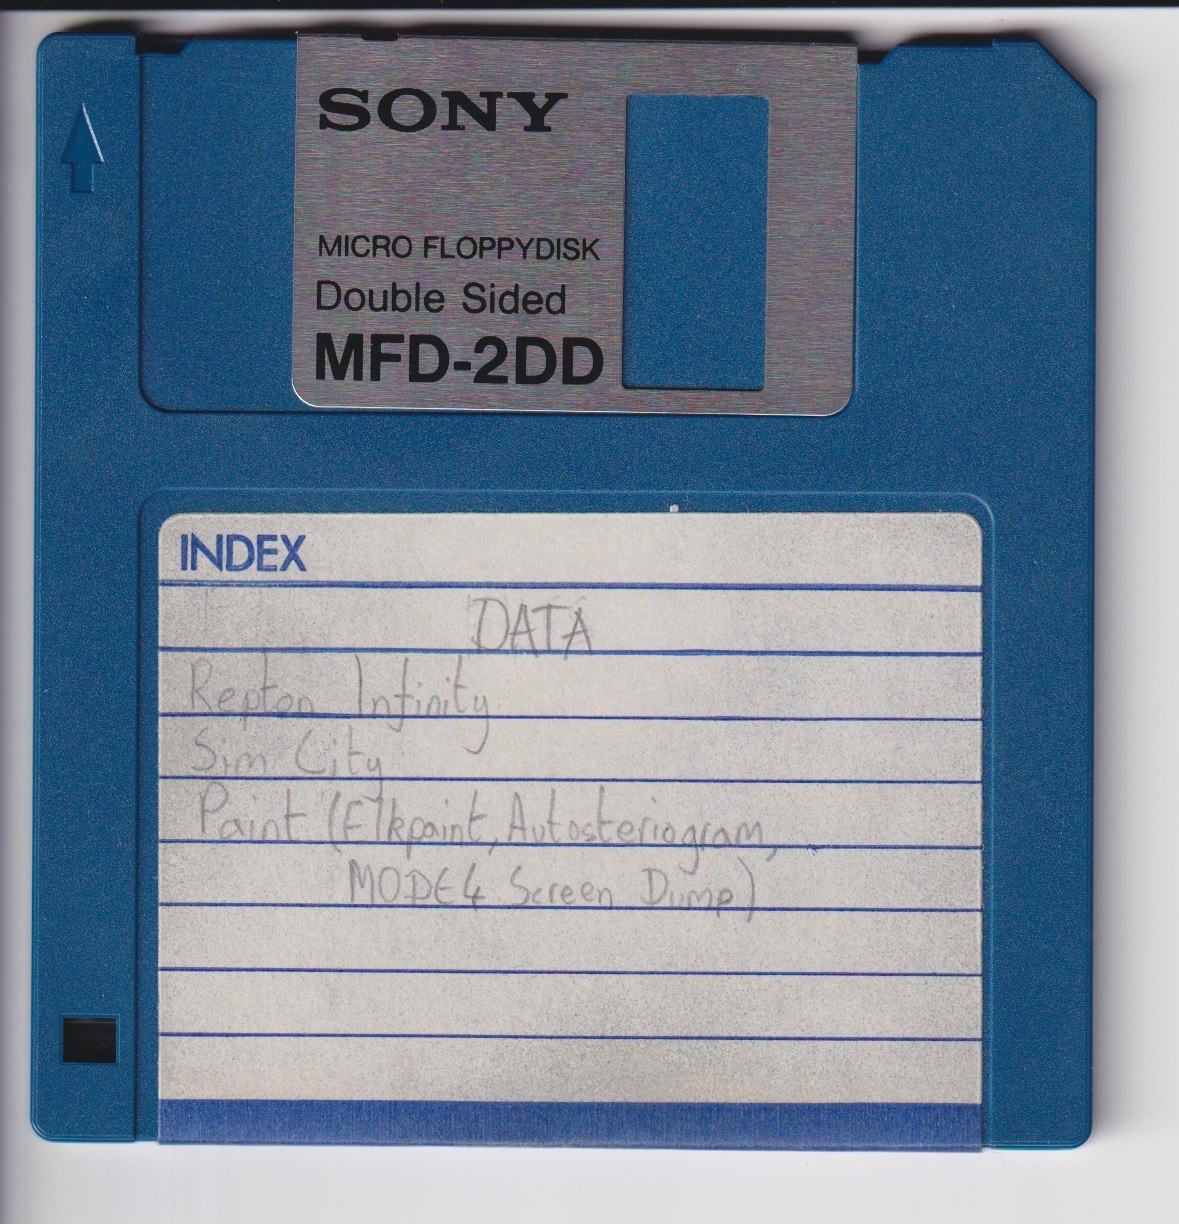 SONY
MICRO FLOPPYDISK
Double Sided
MFD-2DD
INDEX
DATA
Repton Infinity
Sim City
Paint (Elkpaint, Autosteriogram,
MODE4 Screen Dump)